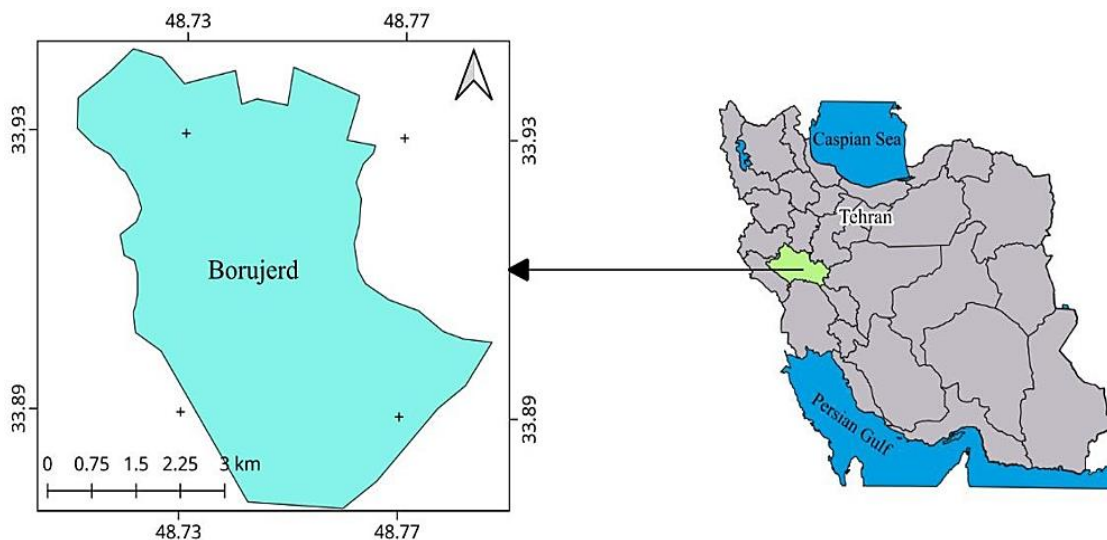 48.73
48.77
33.93
33.93
Borujerd
33.89
33.89
0 0.75 1.5 2.25 3 km
48.73
48.77
Caspian Sea
Tehran
Persian Gulf